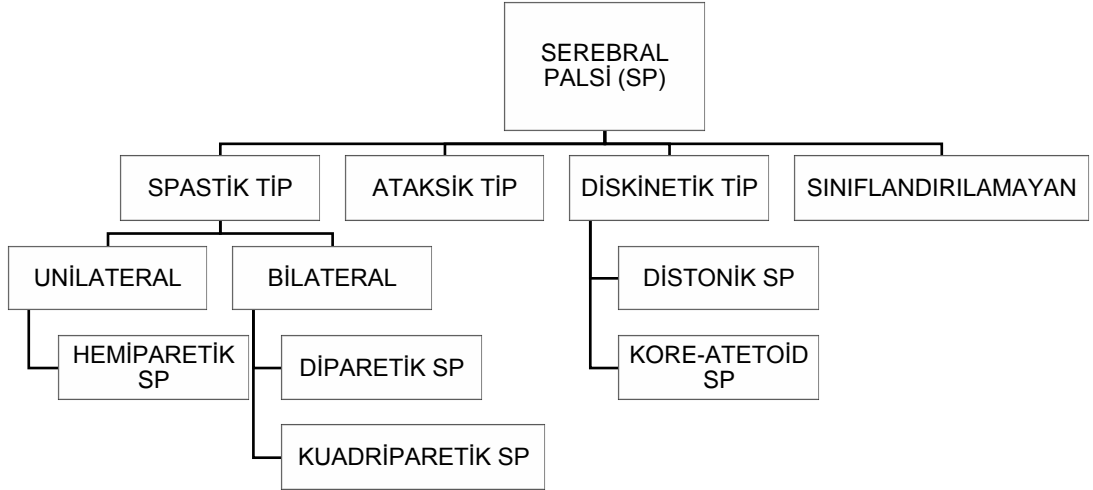 SEREBRAL
PALSİ (SP)
SPASTİK TİP
ATAKSİK TİP
DİSKİNETİK TİP
SINIFLANDIRILAMAYAN
UNİLATERAL
BİLATERAL
DİSTONİK SP
HEMİPARETİK
SP
DİPARETİK SP
KORE-ATETOİD
SP
KUADRİPARETİK SP